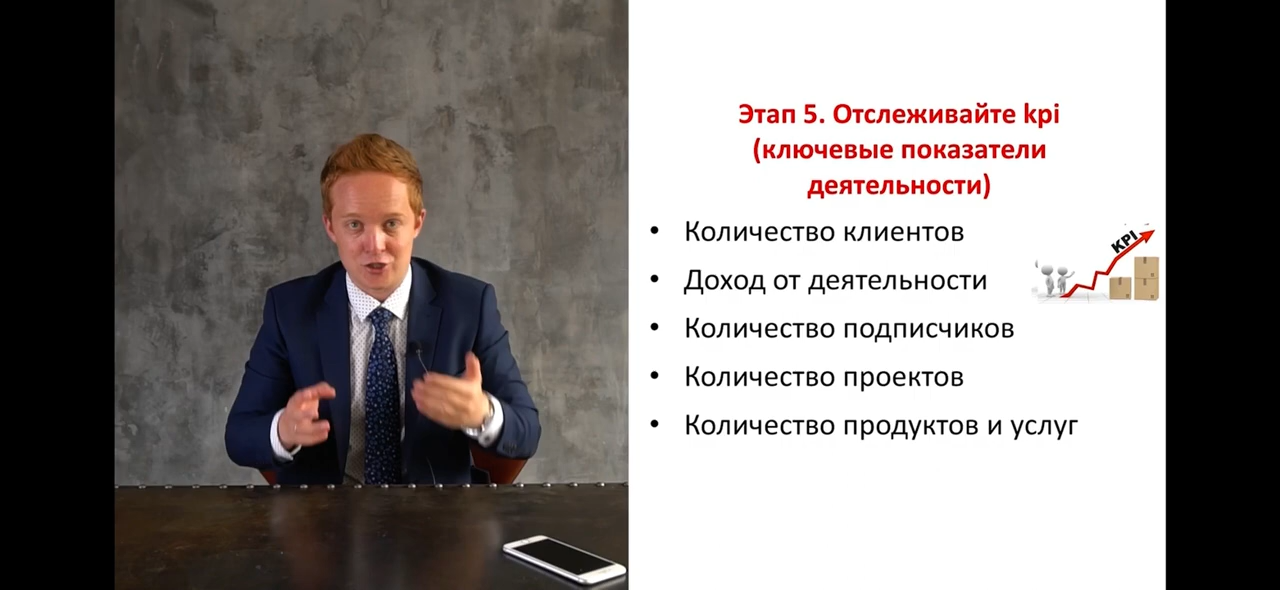 Этап 5. Отслеживайте kpi
(ключевые показатели
деятельности)
• Количество клиентов
KPI
• Доход от деятельности
• Количество подписчиков
• Количество проектов
• Количество продуктов и услуг